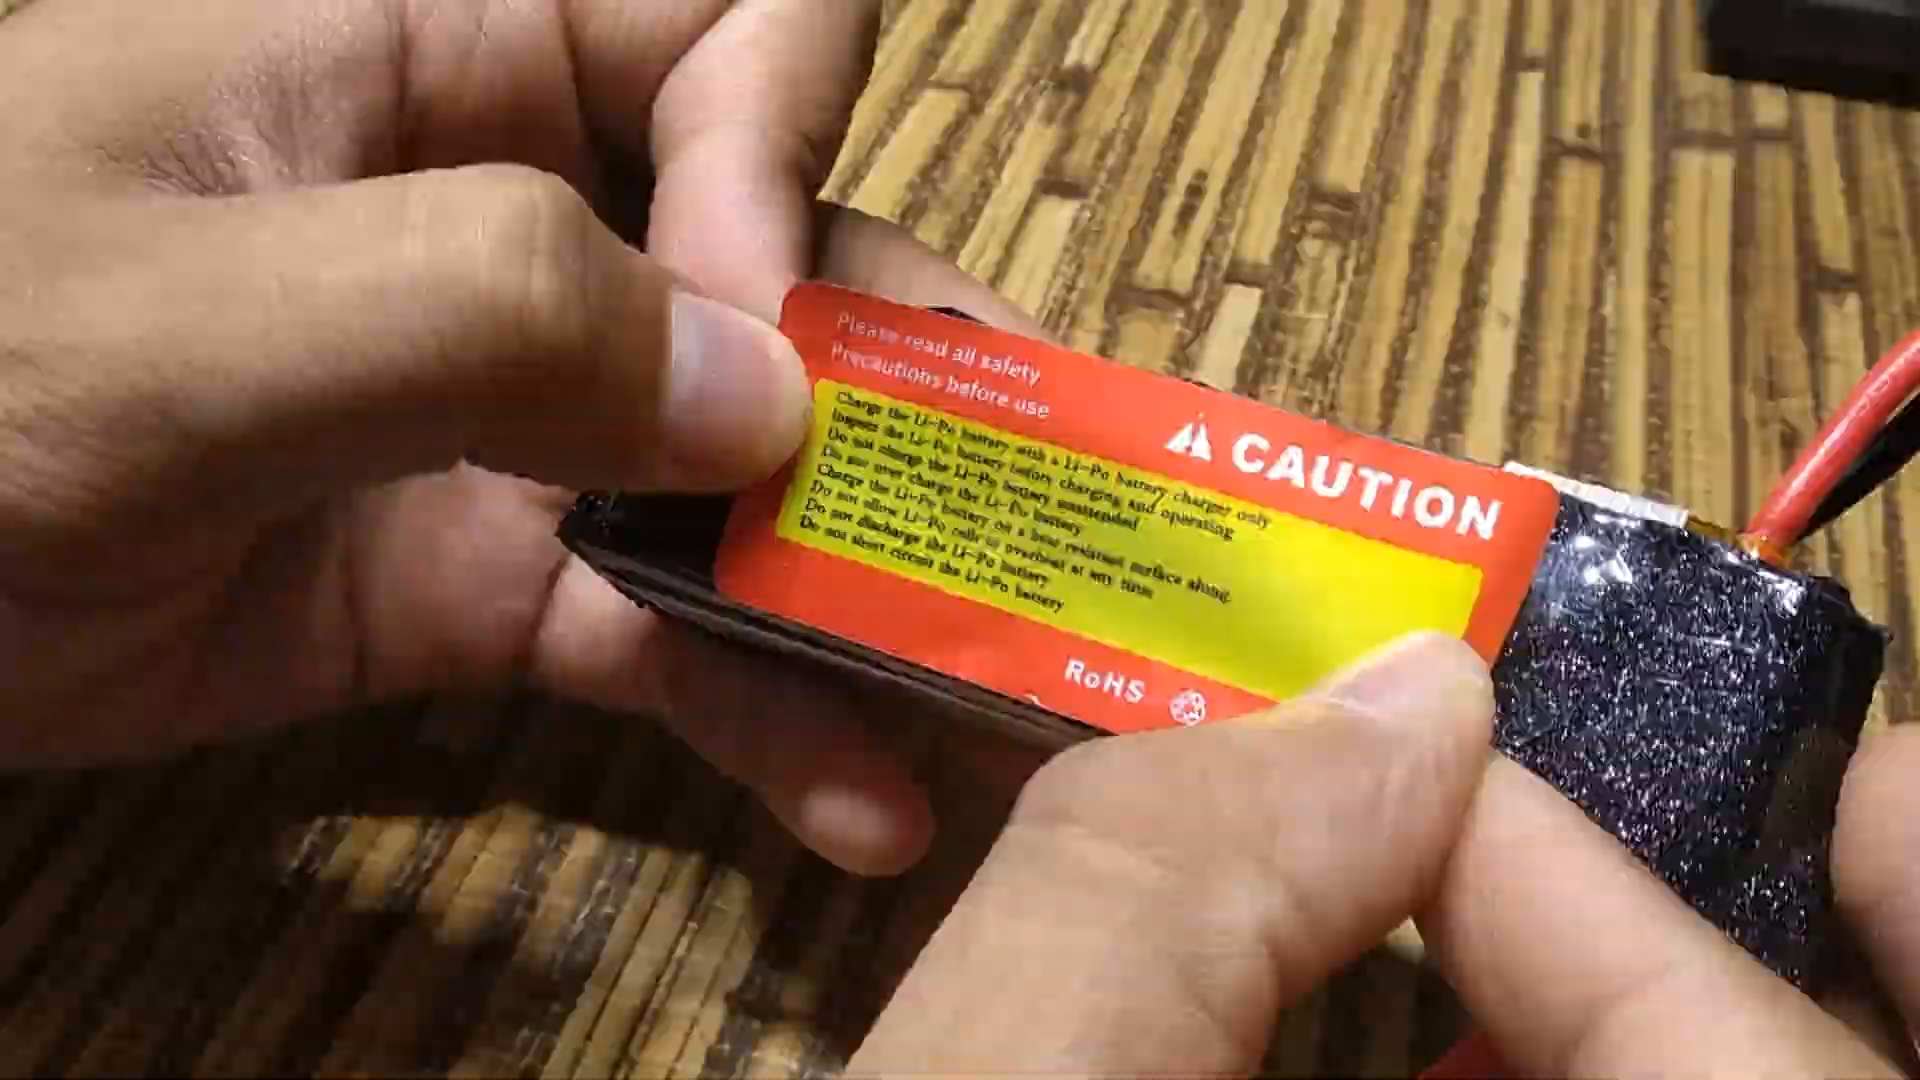 Please read all safety
Precautions before use
CAUTION
Charge the Li-Po battery with a Li-Po battery charger only
Inspect the Li-Po battery before charging and operating
Do not charge the Li-Po battery unattended
Do not over charge the Li-Po battery
Charge the Li-Po battery on a heat resistant surface along
Do not allow Li-Po cells to overheat at any time
Do not discharge the Li-Po battery
Do not short circuit the Li-Po battery
RoHS